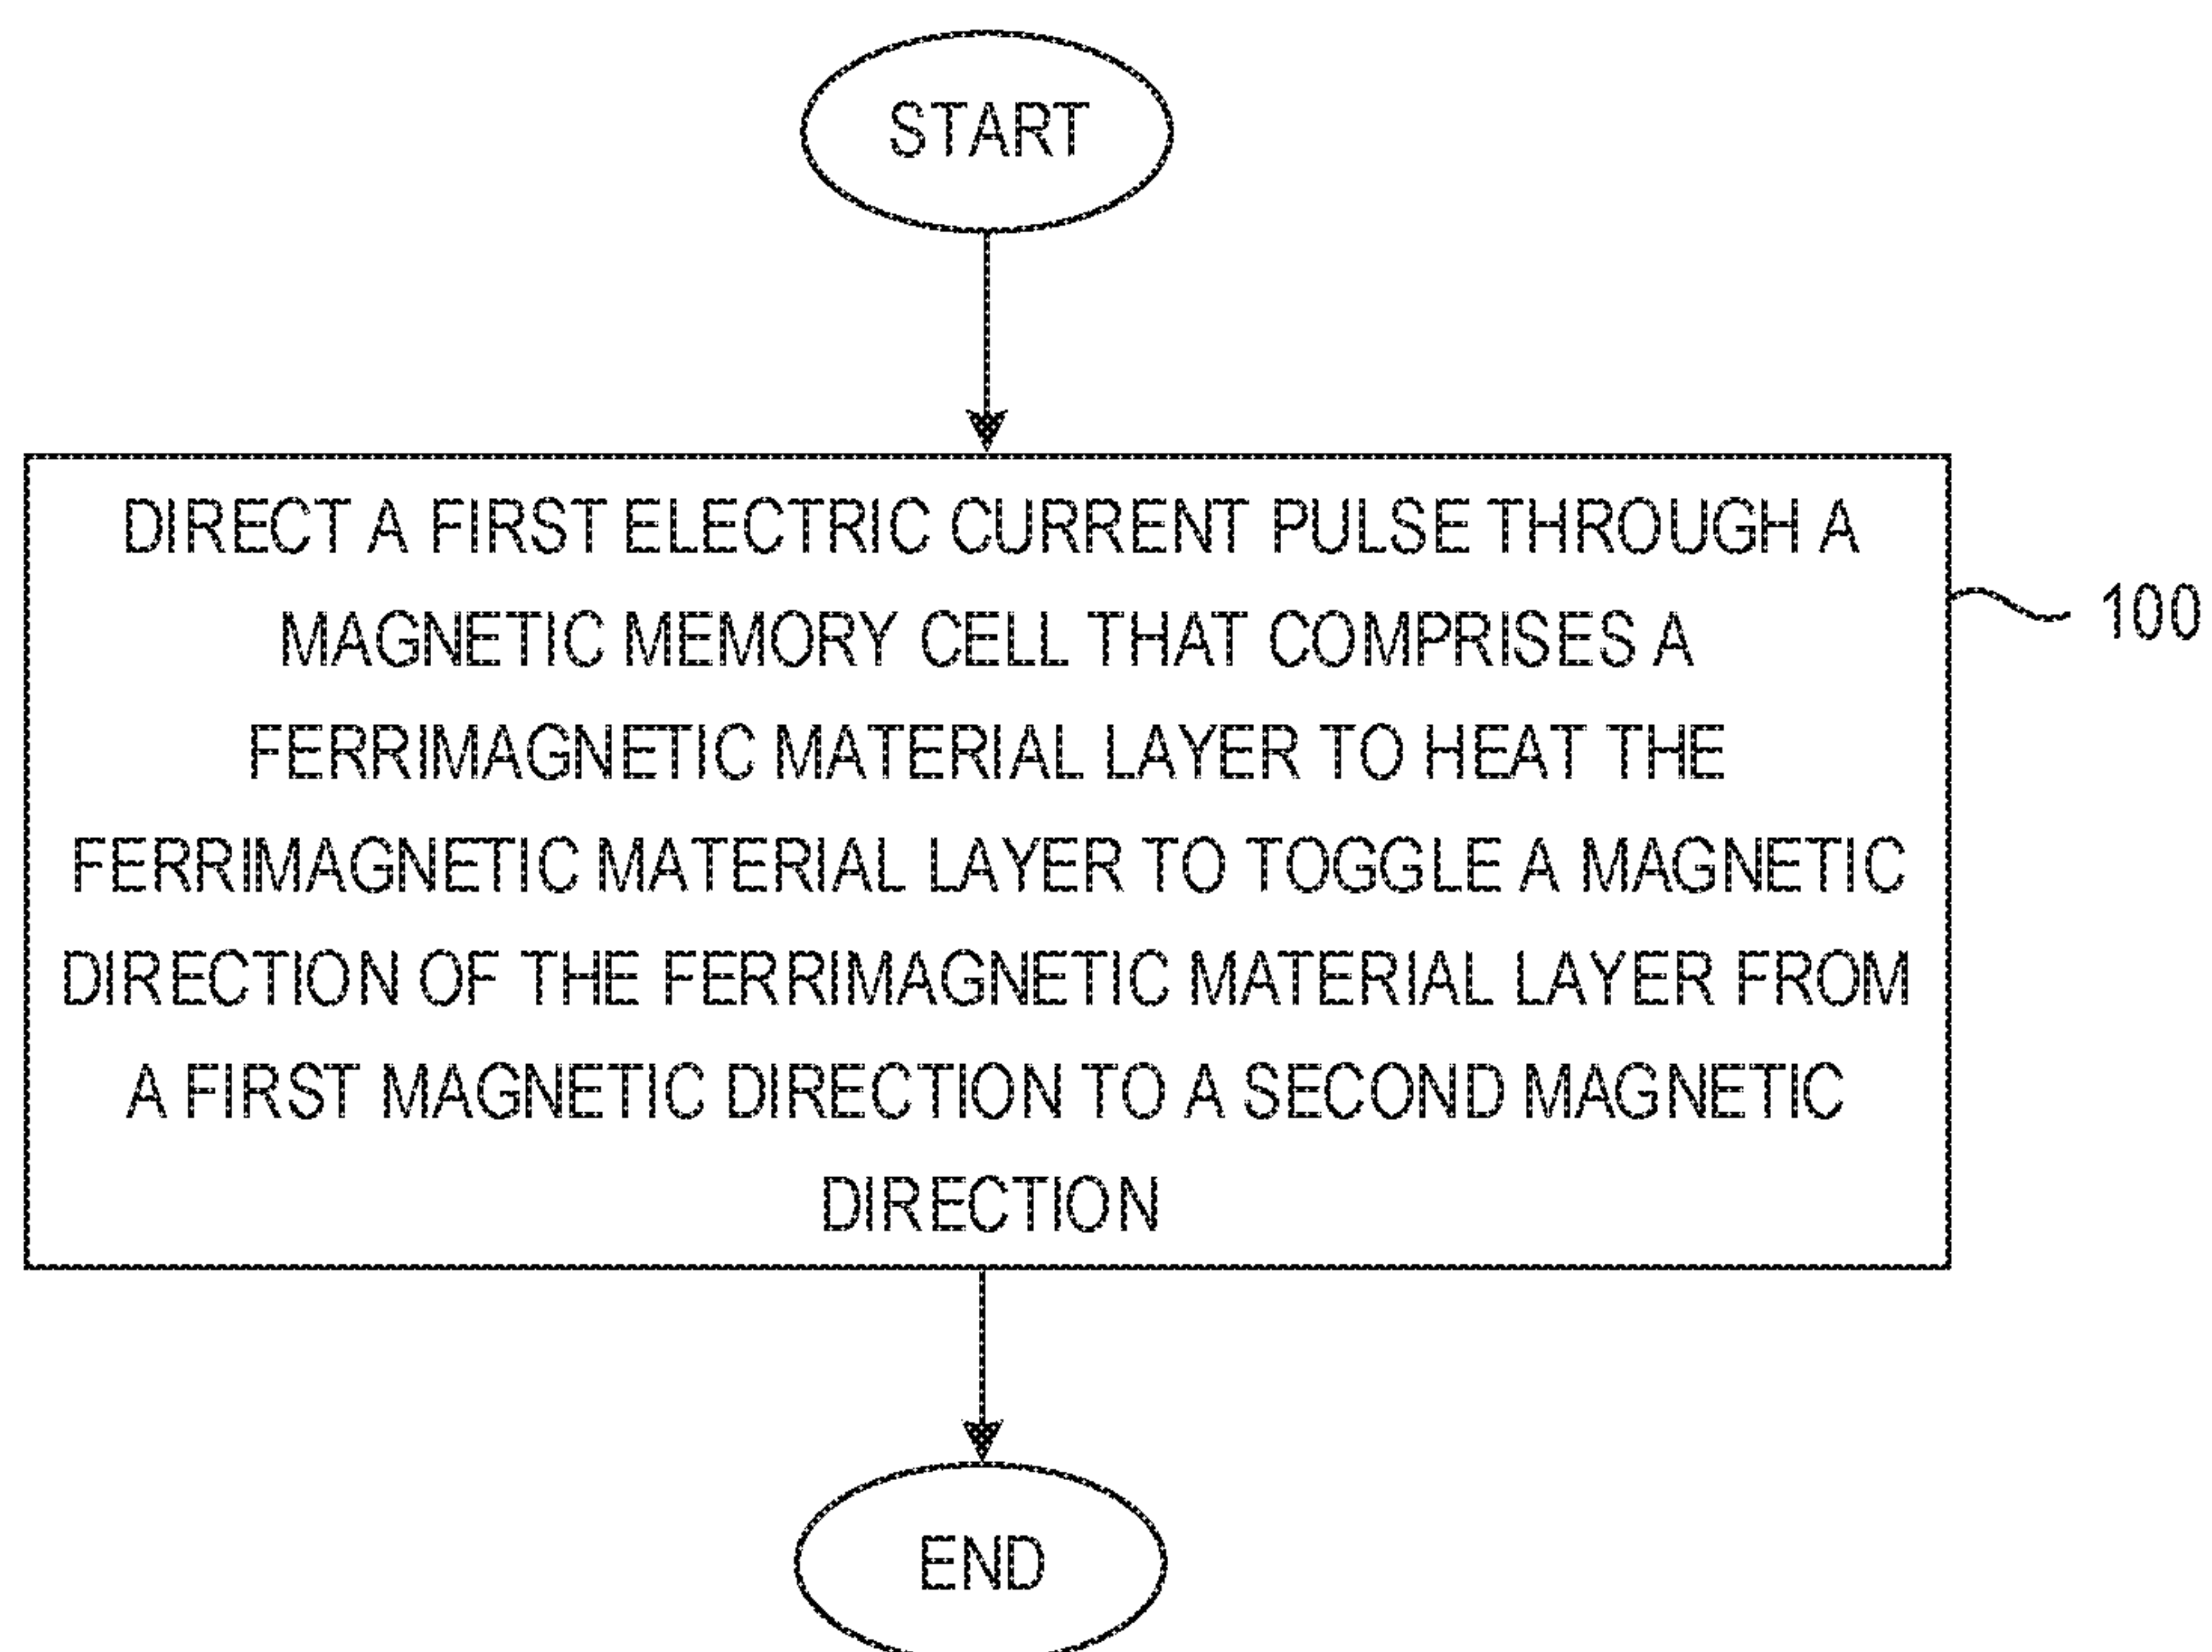 START
DIRECT A FIRST ELECTRIC CURRENT PULSE THROUGH A
MAGNETIC MEMORY CELL THAT COMPRISES A
FERRIMAGNETIC MATERIAL LAYER TO HEAT THE
FERRIMAGNETIC MATERIAL LAYER TO TOGGLE A MAGNETIC
DIRECTION OF THE FERRIMAGNETIC MATERIAL LAYER FROM
A FIRST MAGNETIC DIRECTION TO A SECOND MAGNETIC
DIRECTION
100
END